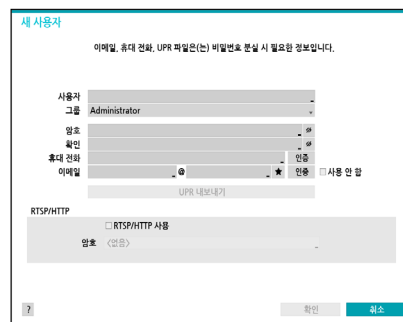 새 사용자
이메일, 휴대 전화, UPR 파일은(는) 비밀번호 분실 시 필요한 정보입니다.
사용자
그룹 Administrator
암호
확인
휴대 전화 인증
이메일 @ ★ 인증 사용 안 함
UPR 내보내기
RTSP/HTTP
RTSP/HTTP 사용
암호 〈없음〉
? 확인 취소